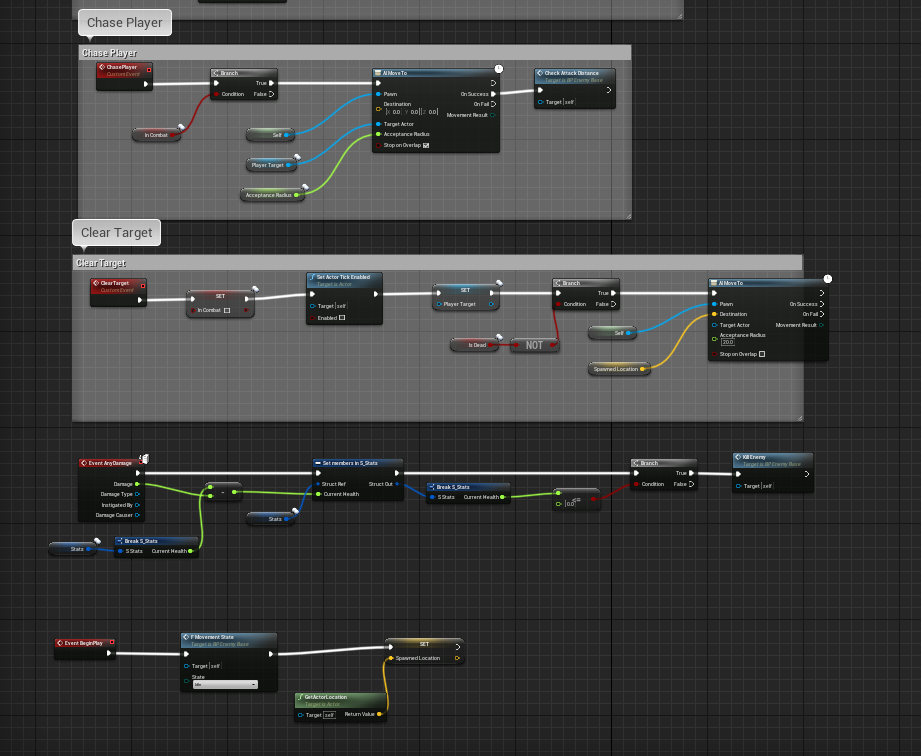 Chase Player
Chase Player
ChasePlayer
Custom Event
Branch
True
Condition False
In Combat
AI MoveTo
Pawn
On Success
Destination
On Fail
X 0.0 Y 0.0 Z 0.0
Movement Result
Target Actor
Acceptance Radius
Stop on Overlap
Self
Player Target
Acceptance Radius
Check Attack Distance
Target is BP Enemy Base
Target self
Clear Target
Clear Target
ClearTarget
Custom Event
SET
In Combat
Set Actor Tick Enabled
Target is Actor
Target self
Enabled
SET
Player Target
Is Dead
NOT
Branch
True
Condition False
Self
Spawned Location
AI MoveTo
Pawn
On Success
Destination
On Fail
Target Actor
Movement Result
Acceptance Radius
20.0
Stop on Overlap
Event AnyDamage
Damage
Damage Type
Instigated By
Damage Causer
Stats
Break S_Stats
S Stats Current Health
-
Stats
Set members in S_Stats
Struct Ref Struct Out
Current Health
Break S_Stats
S Stats Current Health
<=
0.0
Branch
True
Condition False
Kill Enemy
Target is BP Enemy Base
Target self
Event BeginPlay
F Movement State
Target is BP Enemy Base
Target self
State
Idle
GetActorLocation
Target is Actor
Target self Return Value
SET
Spawned Location